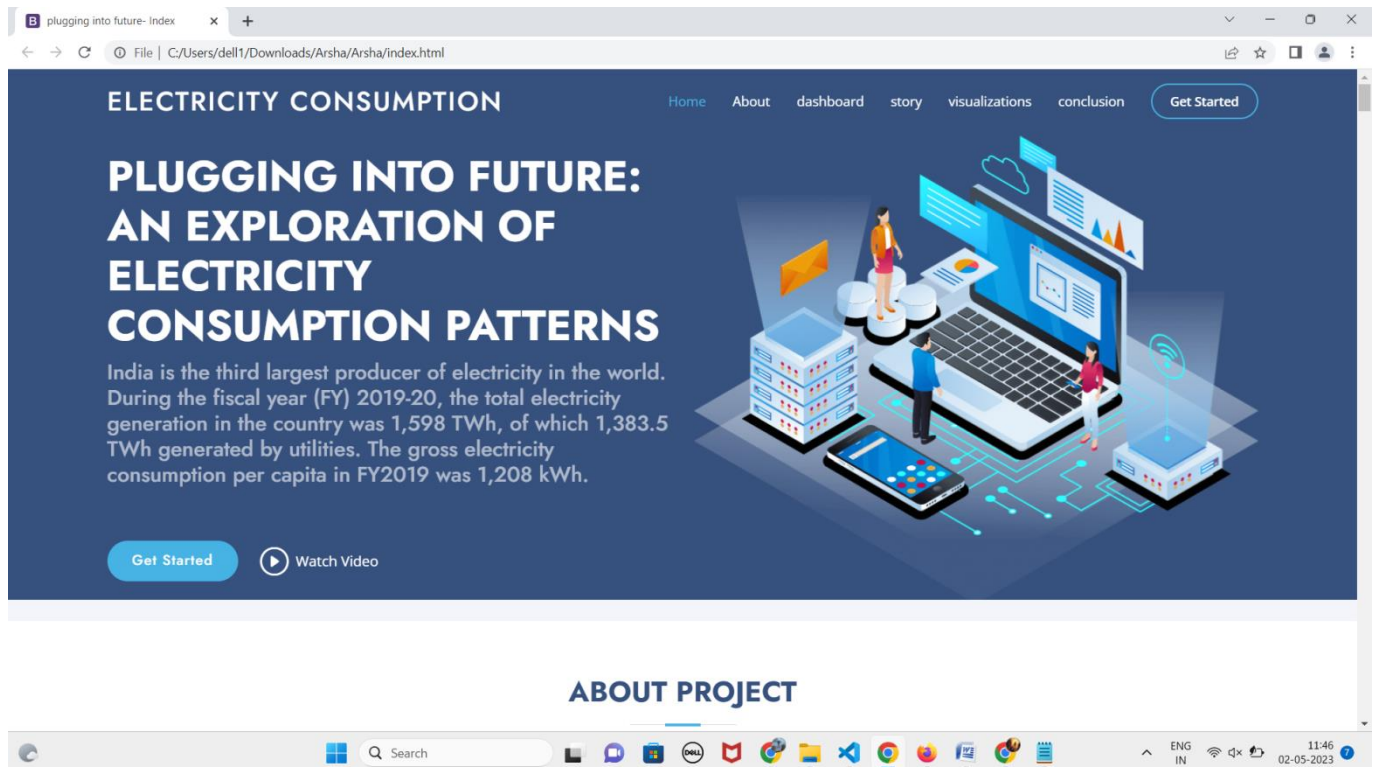 plugging into future- Index
File | C:/Users/dell1/Downloads/Arsha/Arsha/index.html
ELECTRICITY CONSUMPTION
Home About dashboard story visualizations conclusion Get Started
PLUGGING INTO FUTURE:
AN EXPLORATION OF
ELECTRICITY
CONSUMPTION PATTERNS
India is the third largest producer of electricity in the world.
During the fiscal year (FY) 2019-20, the total electricity
generation in the country was 1,598 TWh, of which 1,383.5
TWh generated by utilities. The gross electricity
consumption per capita in FY2019 was 1,208 kWh.
Get Started Watch Video
ABOUT PROJECT
Search
DELL
ENG
IN
11:46
02-05-2023
7